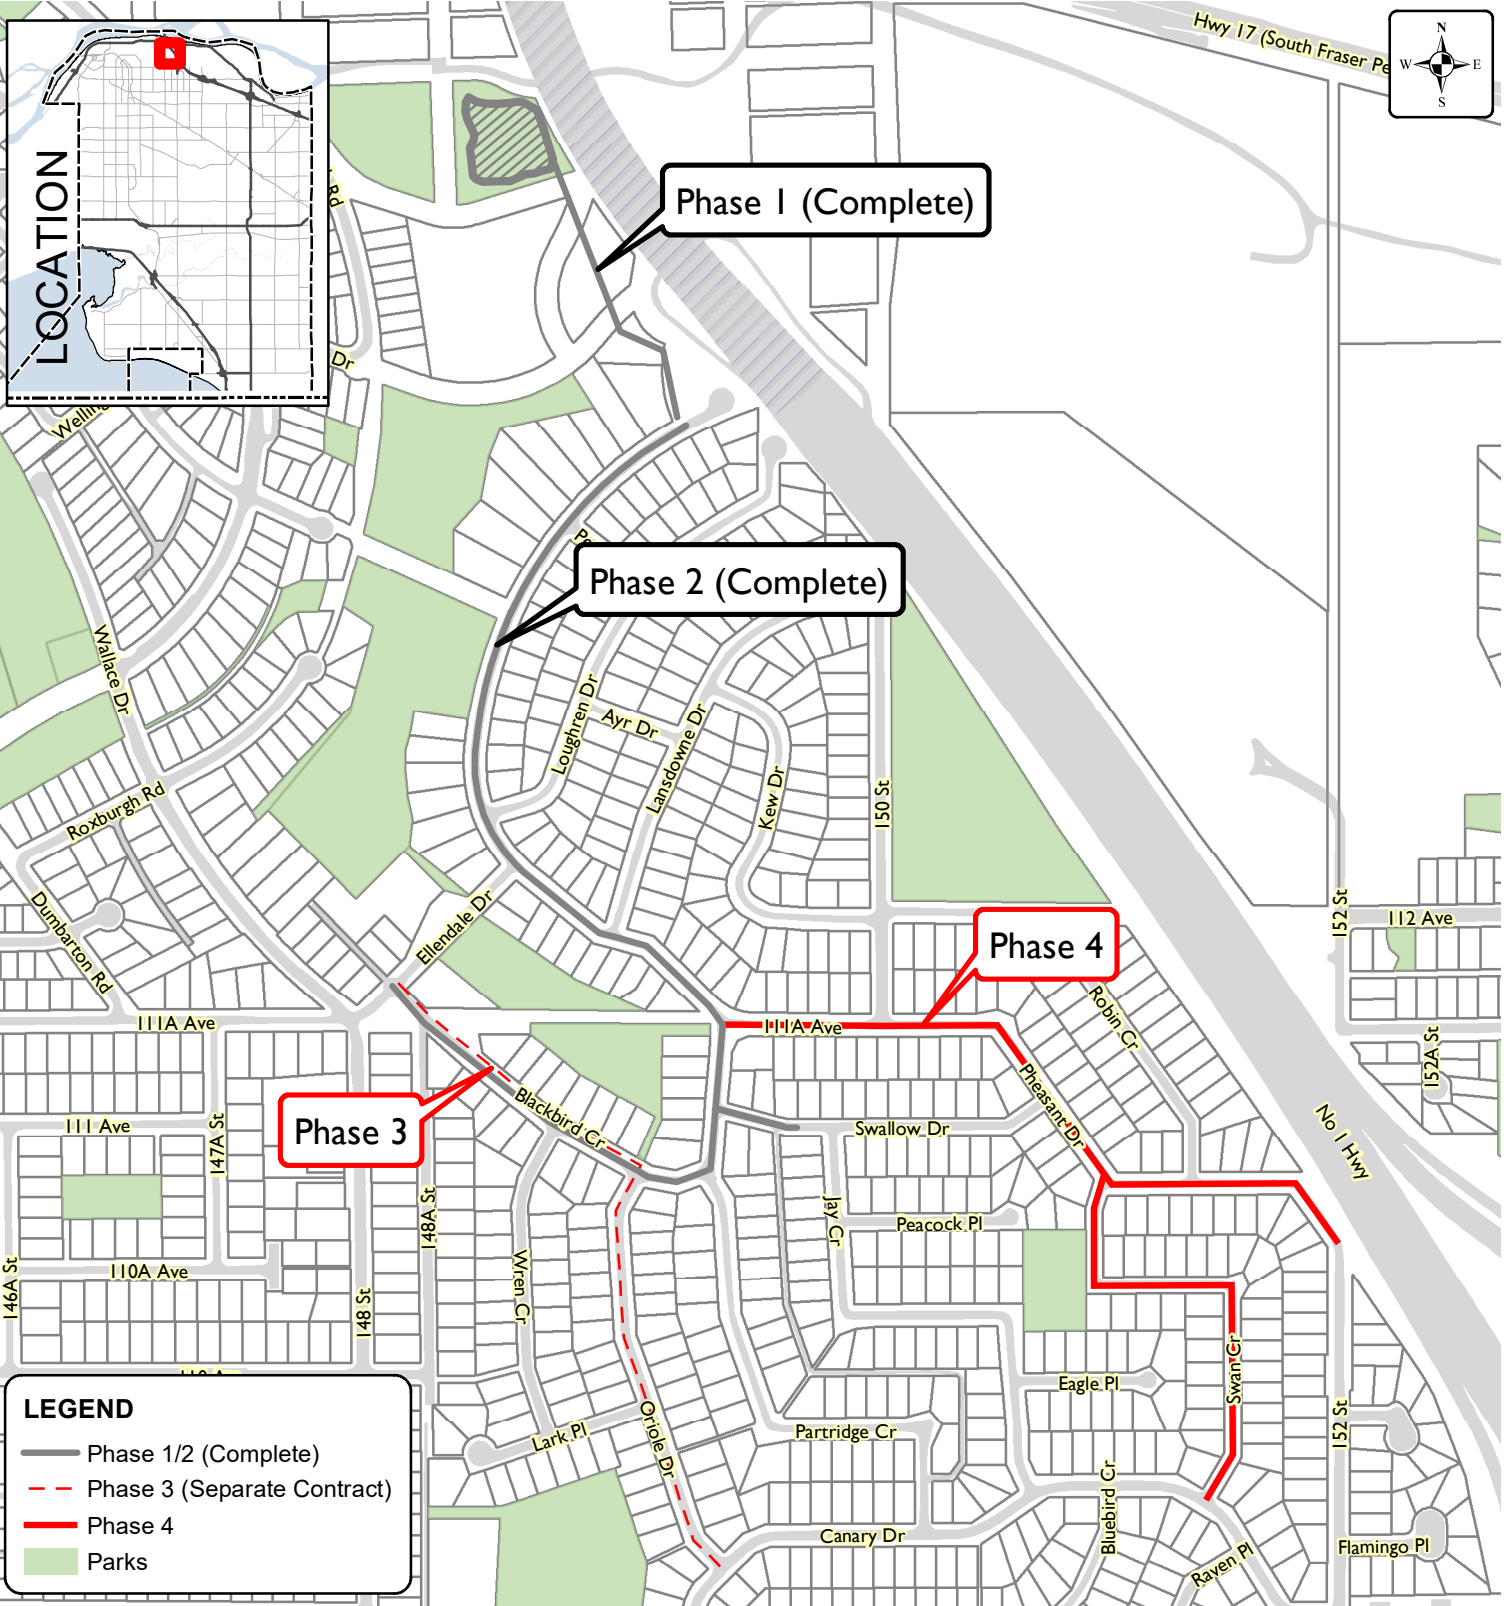 Hwy 17 (South Fraser Pe
N
W
E
S
LOCATION
Rd
Phase 1 (Complete)
Dr
Welling
Phase 2 (Complete)
Wallace Dr
Loughren Dr
Ayr Dr
Lansdowne Dr
Kew Dr
150 St
Roxburgh Rd
Dumbarton Rd
Ellendale Dr
152 St
112 Ave
Phase 4
Robin Cr
111A Ave
111A Ave
152A St
Pheasant Dr
Phase 3
Blackbird Cr
111 Ave
147A St
Swallow Dr
No 1 Hwy
148A St
Jay Cr
Peacock Pl
146A St
110A Ave
148 St
Wren Cr
Swan Cr
Eagle Pl
152 St
Oriole Dr
Lark Pl
Partridge Cr
Bluebird Cr
Canary Dr
Raven Pl
Flamingo Pl
LEGEND
Phase 1/2 (Complete)
Phase 3 (Separate Contract)
Phase 4
Parks